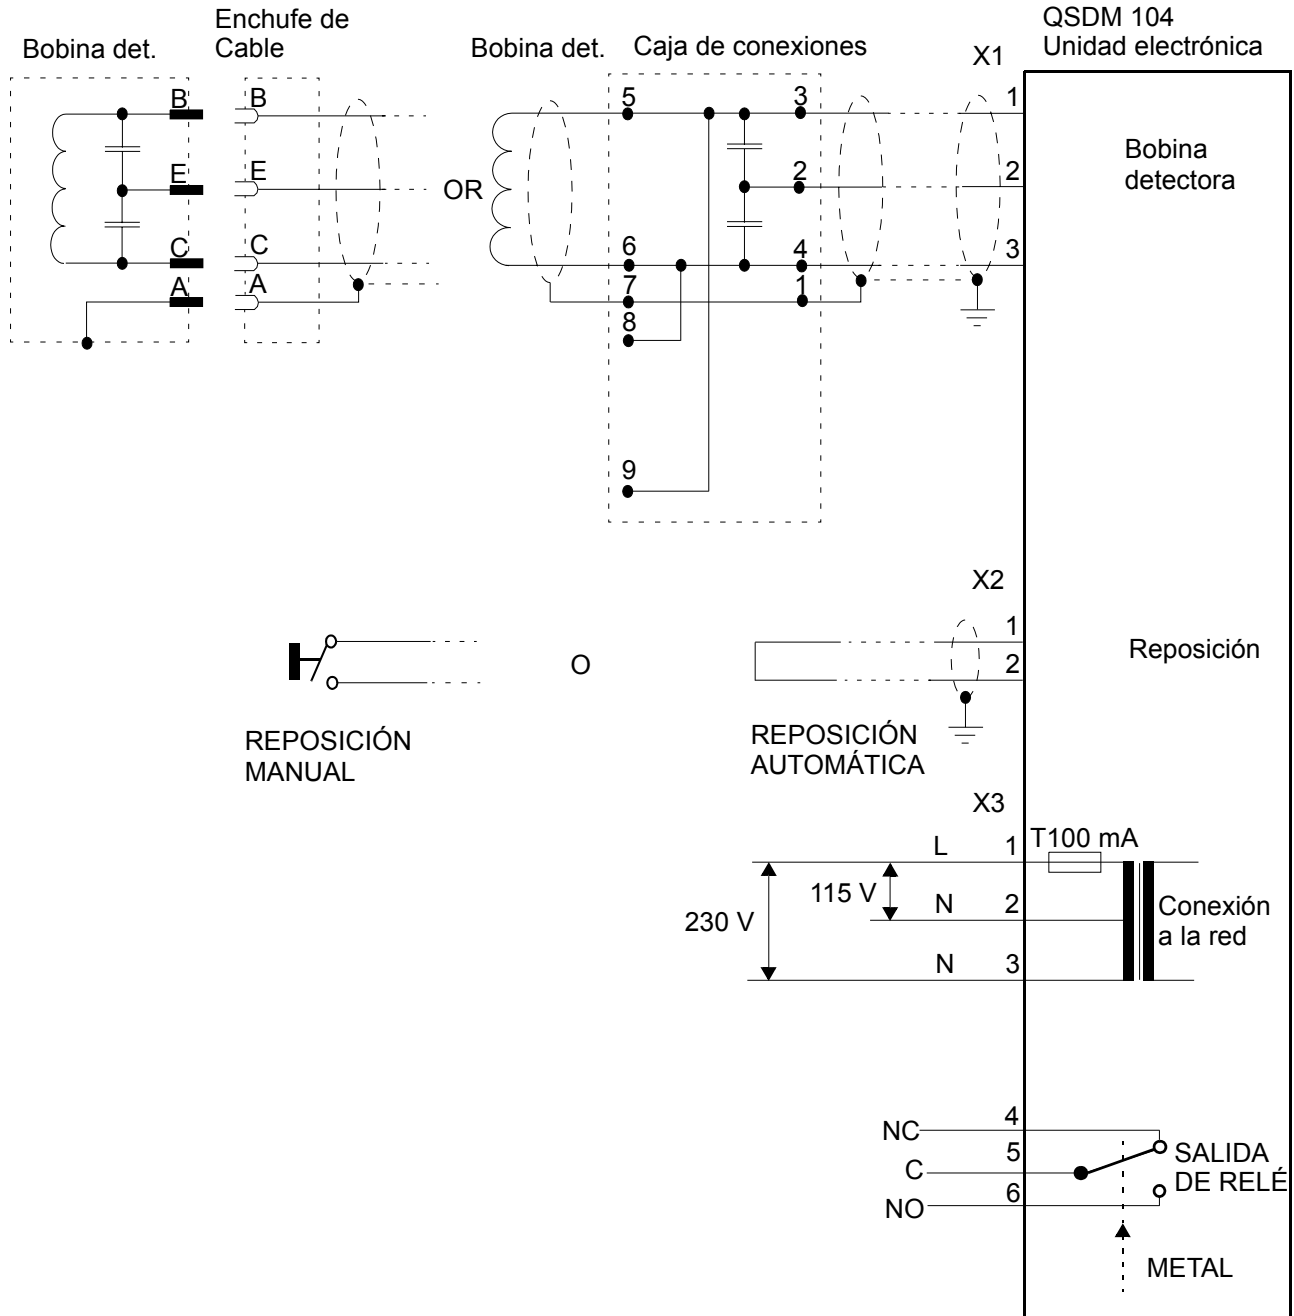 Bobina det.
Enchufe de
Cable
Bobina det.
Caja de conexiones
X1
QSDM 104
Unidad electrónica
B
E
C
A
B
E
C
A
OR
5
6
7
8
9
3
2
4
1
1
2
3
Bobina
detectora
X2
1
2
Reposición
O
REPOSICIÓN
MANUAL
REPOSICIÓN
AUTOMÁTICA
X3
L
1
T100 mA
115 V
N
2
230 V
N
3
Conexión
a la red
NC
4
C
5
NO
6
SALIDA
DE RELÉ
METAL